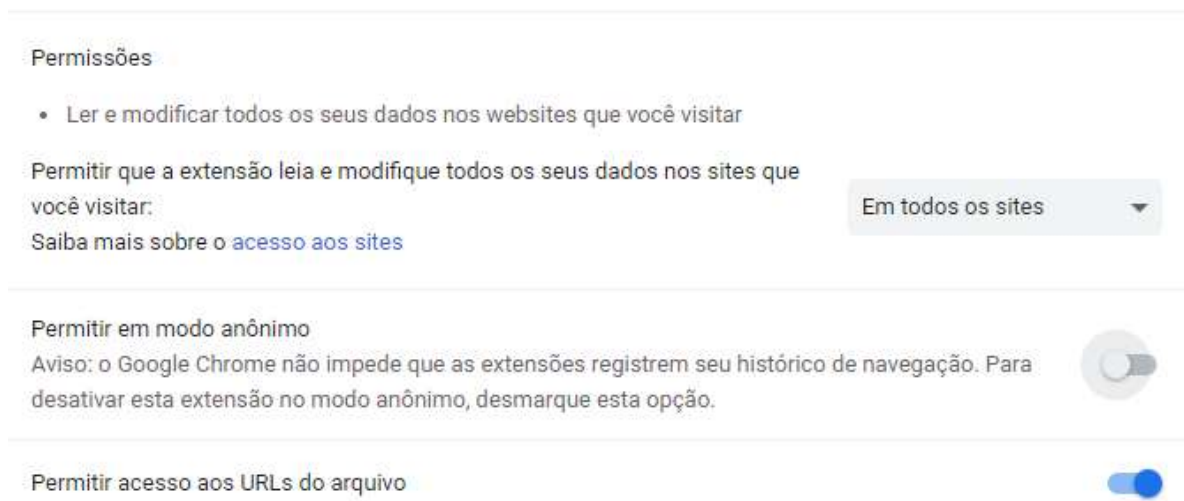 Permissões
• Ler e modificar todos os seus dados nos websites que você visitar
Permitir que a extensão leia e modifique todos os seus dados nos sites que
você visitar:
Em todos os sites
Saiba mais sobre o acesso aos sites
Permitir em modo anônimo
Aviso: o Google Chrome não impede que as extensões registrem seu histórico de navegação. Para
desativar esta extensão no modo anônimo, desmarque esta opção.
Permitir acesso aos URLs do arquivo